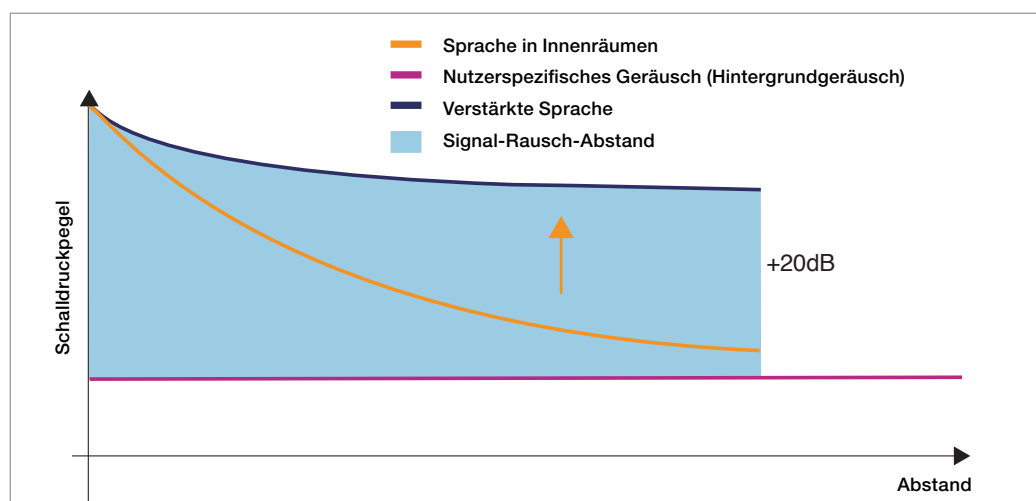 Sprache in Innenräumen
Nutzerspezifisches Geräusch (Hintergrundgeräusch)
Verstärkte Sprache
Signal-Rausch-Abstand
Schalldruckpegel
+20dB
Abstand